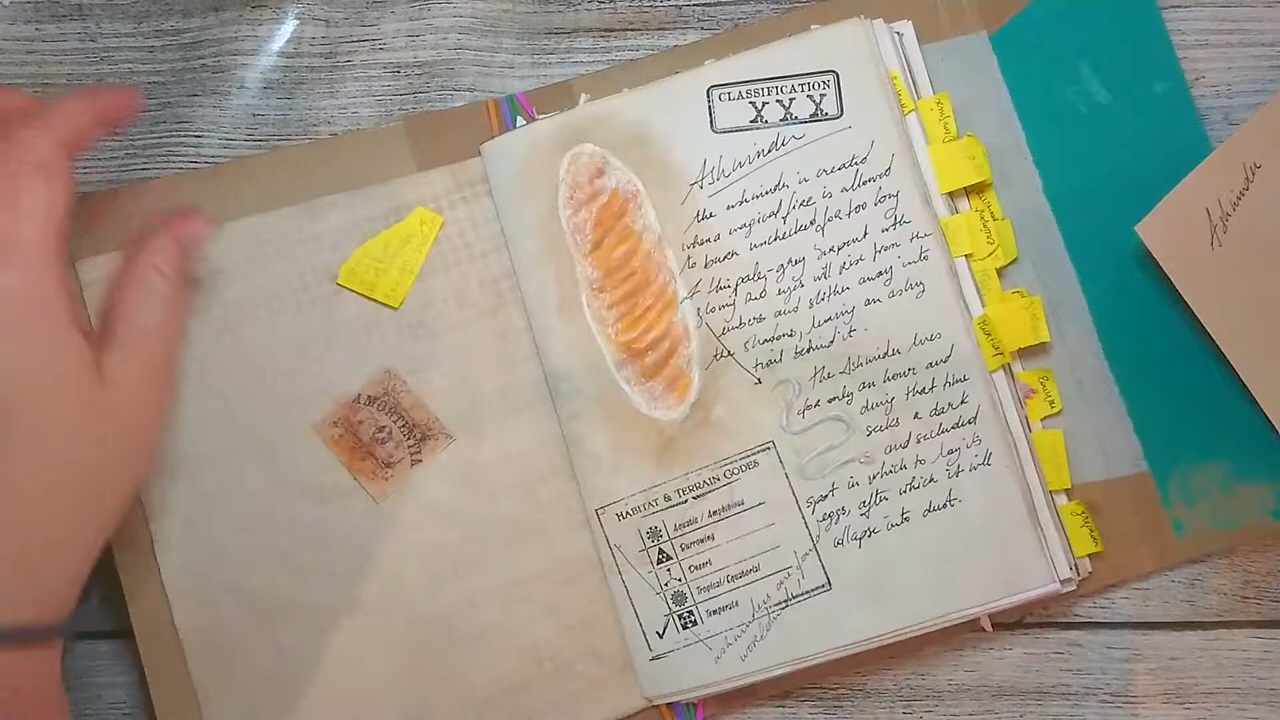 AMORTENTIA
CLASSIFICATION
XXX
Ashwinder
the ashwinder is created
when a magical fire is allowed
to burn unchecked for too long
A thin pale-grey serpent with
glowing red eyes will rise from the
embers and slither away into
the shadows, leaving an ashy
trail behind it.
the Ashwinder lives
for only an hour and
during that time
seeks a dark
and secluded
spot in which to lay its
eggs, after which it will
collapse into dust.
HABITAT & TERRAIN CODES
Aquatic / Amphibious
Burrowing
Desert
Tropical/Equatorial
Temperate
ashwinders are found
Murtlap
Ashwinder